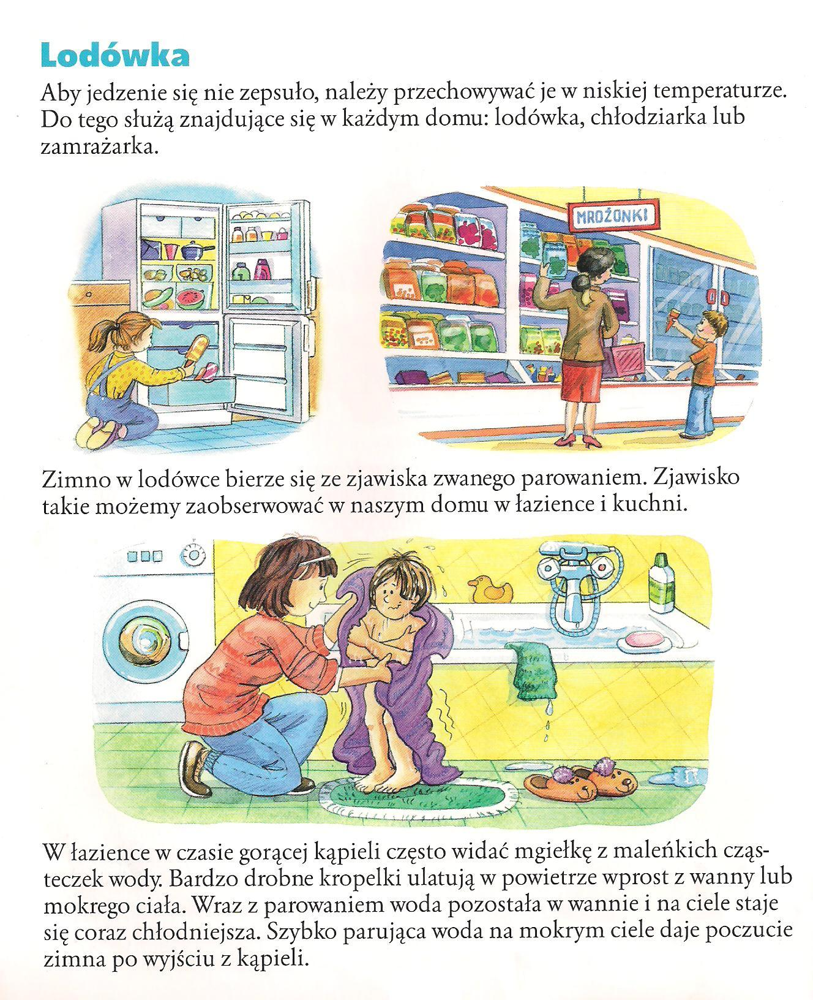 Lodówka
Aby jedzenie się nie zepsuło, należy przechowywać je w niskiej temperaturze.
Do tego służą znajdujące się w każdym domu: lodówka, chłodziarka lub
zamrażarka.
MROŻONKI
Zimno w lodówce bierze się ze zjawiska zwanego parowaniem. Zjawisko
takie możemy zaobserwować w naszym domu w łazience i kuchni.
W łazience w czasie gorącej kąpieli często widać mgiełkę z maleńkich cząs-
teczek wody. Bardzo drobne kropelki ulatują w powietrze wprost z wanny lub
mokrego ciała. Wraz z parowaniem woda pozostała w wannie i na ciele staje
się coraz chłodniejsza. Szybko parująca woda na mokrym ciele daje poczucie
zimna po wyjściu z kąpieli.